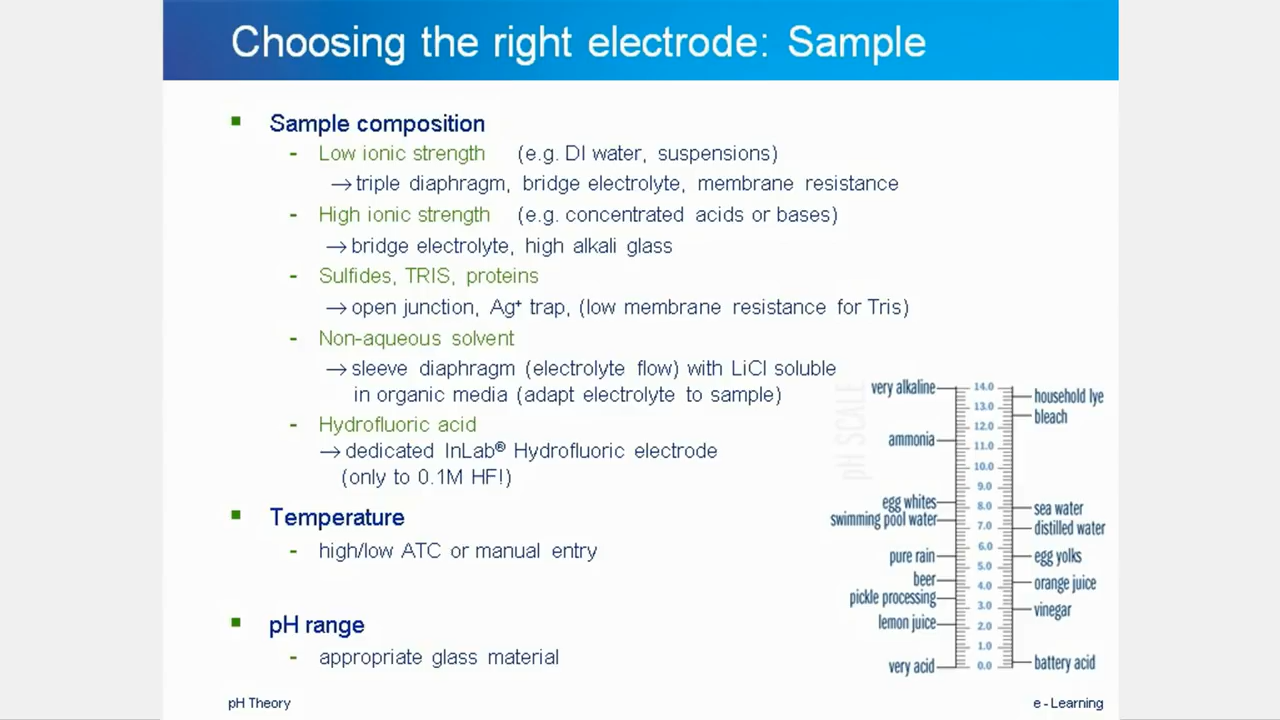 Choosing the right electrode: Sample
Sample composition
- Low ionic strength (e.g. DI water, suspensions)
→ triple diaphragm, bridge electrolyte, membrane resistance
- High ionic strength (e.g. concentrated acids or bases)
→ bridge electrolyte, high alkali glass
- Sulfides, TRIS, proteins
→ open junction, Ag⁺ trap, (low membrane resistance for Tris)
- Non-aqueous solvent
→ sleeve diaphragm (electrolyte flow) with LiCl soluble
in organic media (adapt electrolyte to sample)
- Hydrofluoric acid
→ dedicated InLab® Hydrofluoric electrode
(only to 0.1M HF!)
Temperature
- high/low ATC or manual entry
pH range
- appropriate glass material
pH SCALE
very alkaline 14.0
household lye
13.0
bleach
12.0
ammonia
11.0
10.0
9.0
egg whites
8.0 sea water
swimming pool water
7.0 distilled water
6.0
pure rain egg yolks
5.0
beer orange juice
4.0
pickle processing
3.0 vinegar
lemon juice 2.0
1.0
very acid 0.0 battery acid
pH Theory
e - Learning